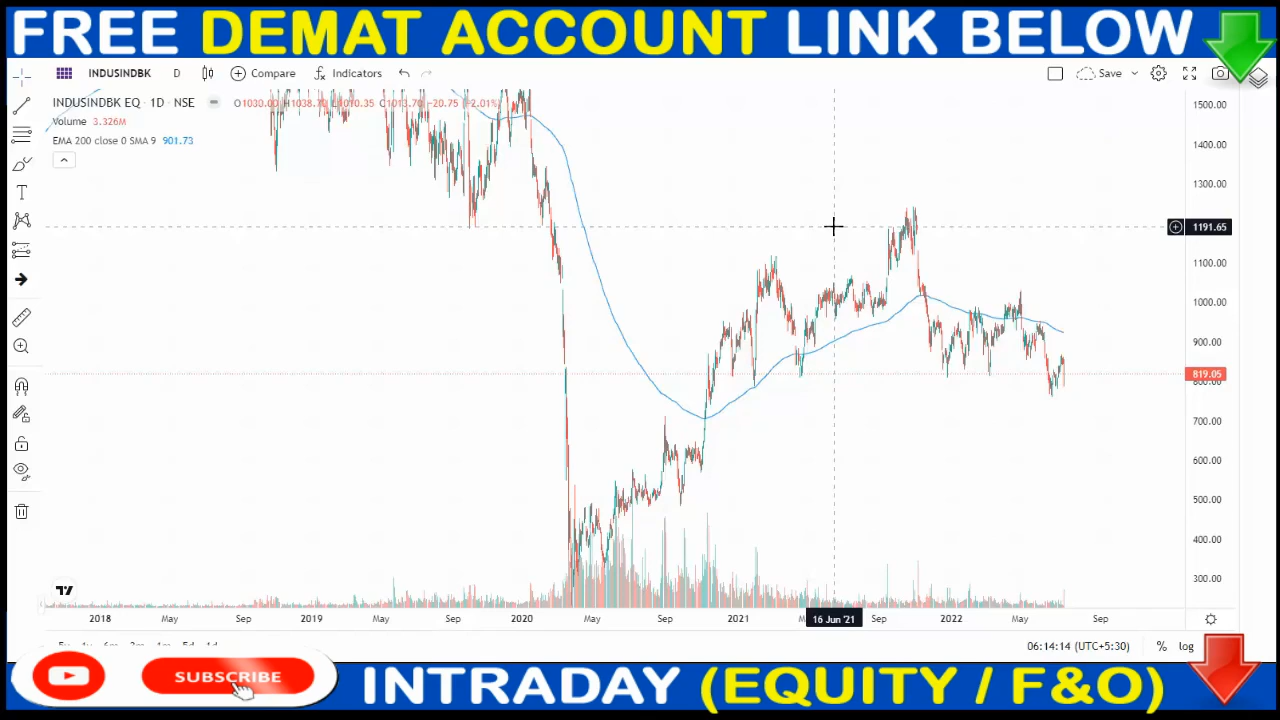 FREE DEMAT ACCOUNT LINK BELOW
INDUSINDBK D Compare Indicators Save
INDUSINDBK EQ · 1D · NSE O1030.00 H1038.70 L1010.35 C1013.70 −20.75 (−2.01%)
Volume 3.326M
EMA 200 close 0 SMA 9 901.73
1500.00
1400.00
1300.00
1191.65
1100.00
1000.00
900.00
819.05
800.00
700.00
600.00
500.00
400.00
300.00
2018 May Sep 2019 May Sep 2020 May Sep 2021 16 Jun '21 Sep 2022 May Sep
06:14:14 (UTC+5:30) % log
SUBSCRIBE
INTRADAY (EQUITY / F&O)